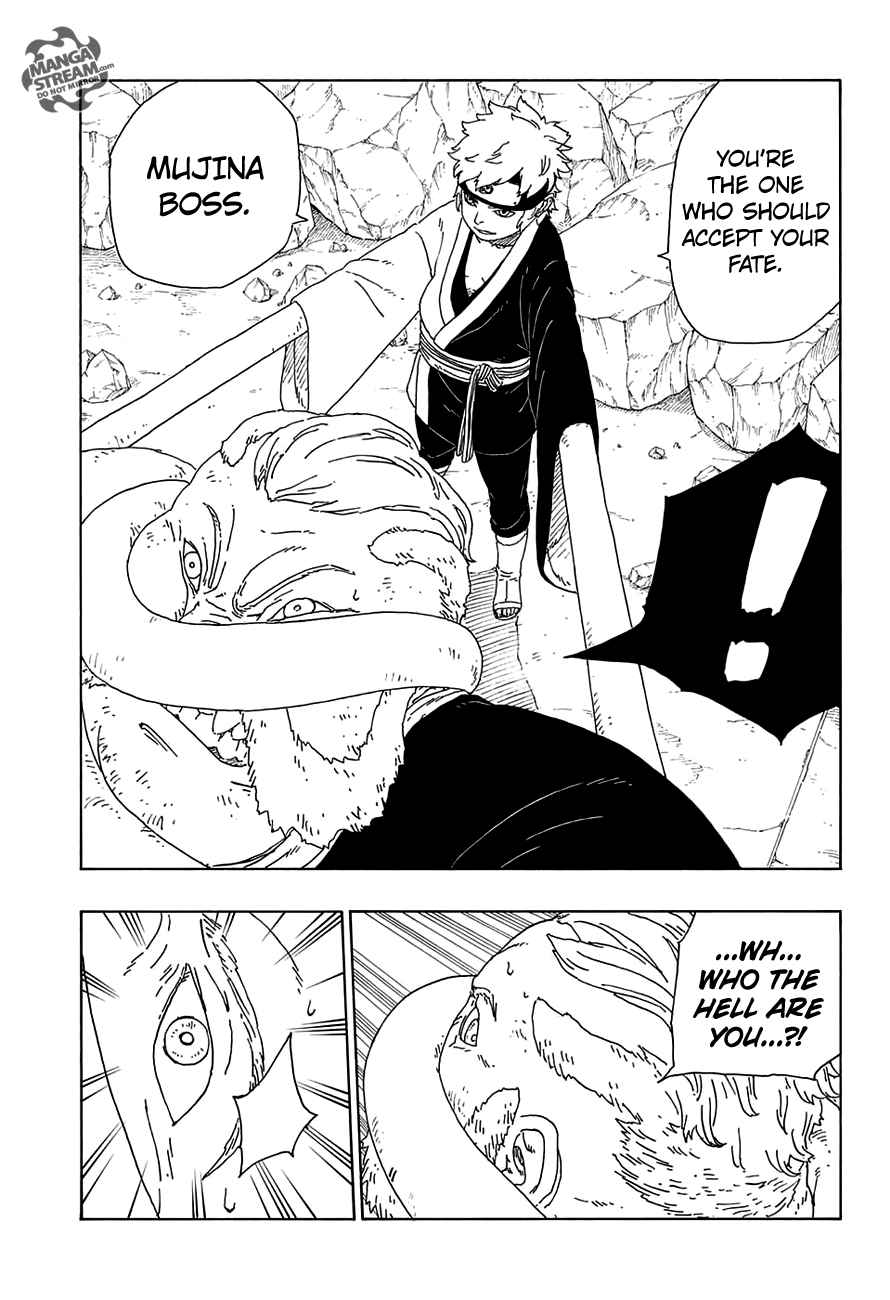 MANGA
STREAM.com
DO NOT MIRROR
YOU'RE
THE ONE
WHO SHOULD
ACCEPT YOUR
FATE.
MUJINA
BOSS.
!
...WH...
WHO THE
HELL ARE
YOU...?!